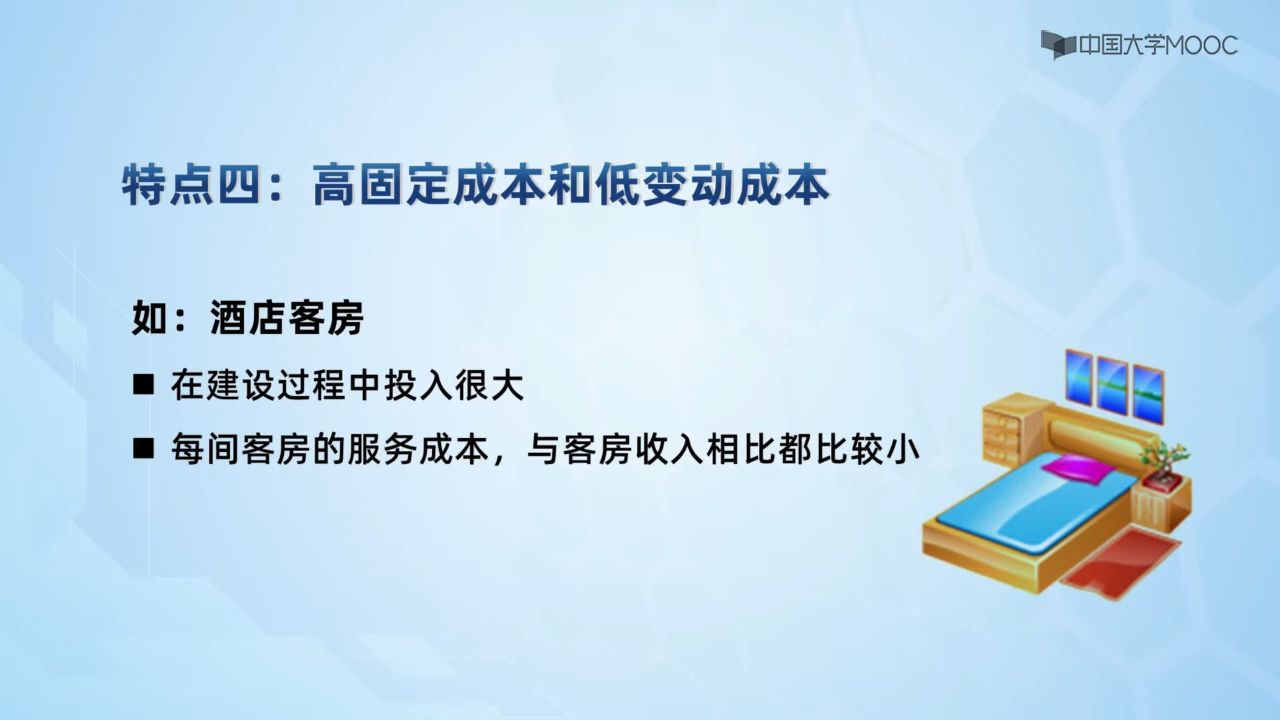 中国大学MOOC
特点四：高固定成本和低变动成本
如：酒店客房
■ 在建设过程中投入很大
■ 每间客房的服务成本，与客房收入相比都比较小